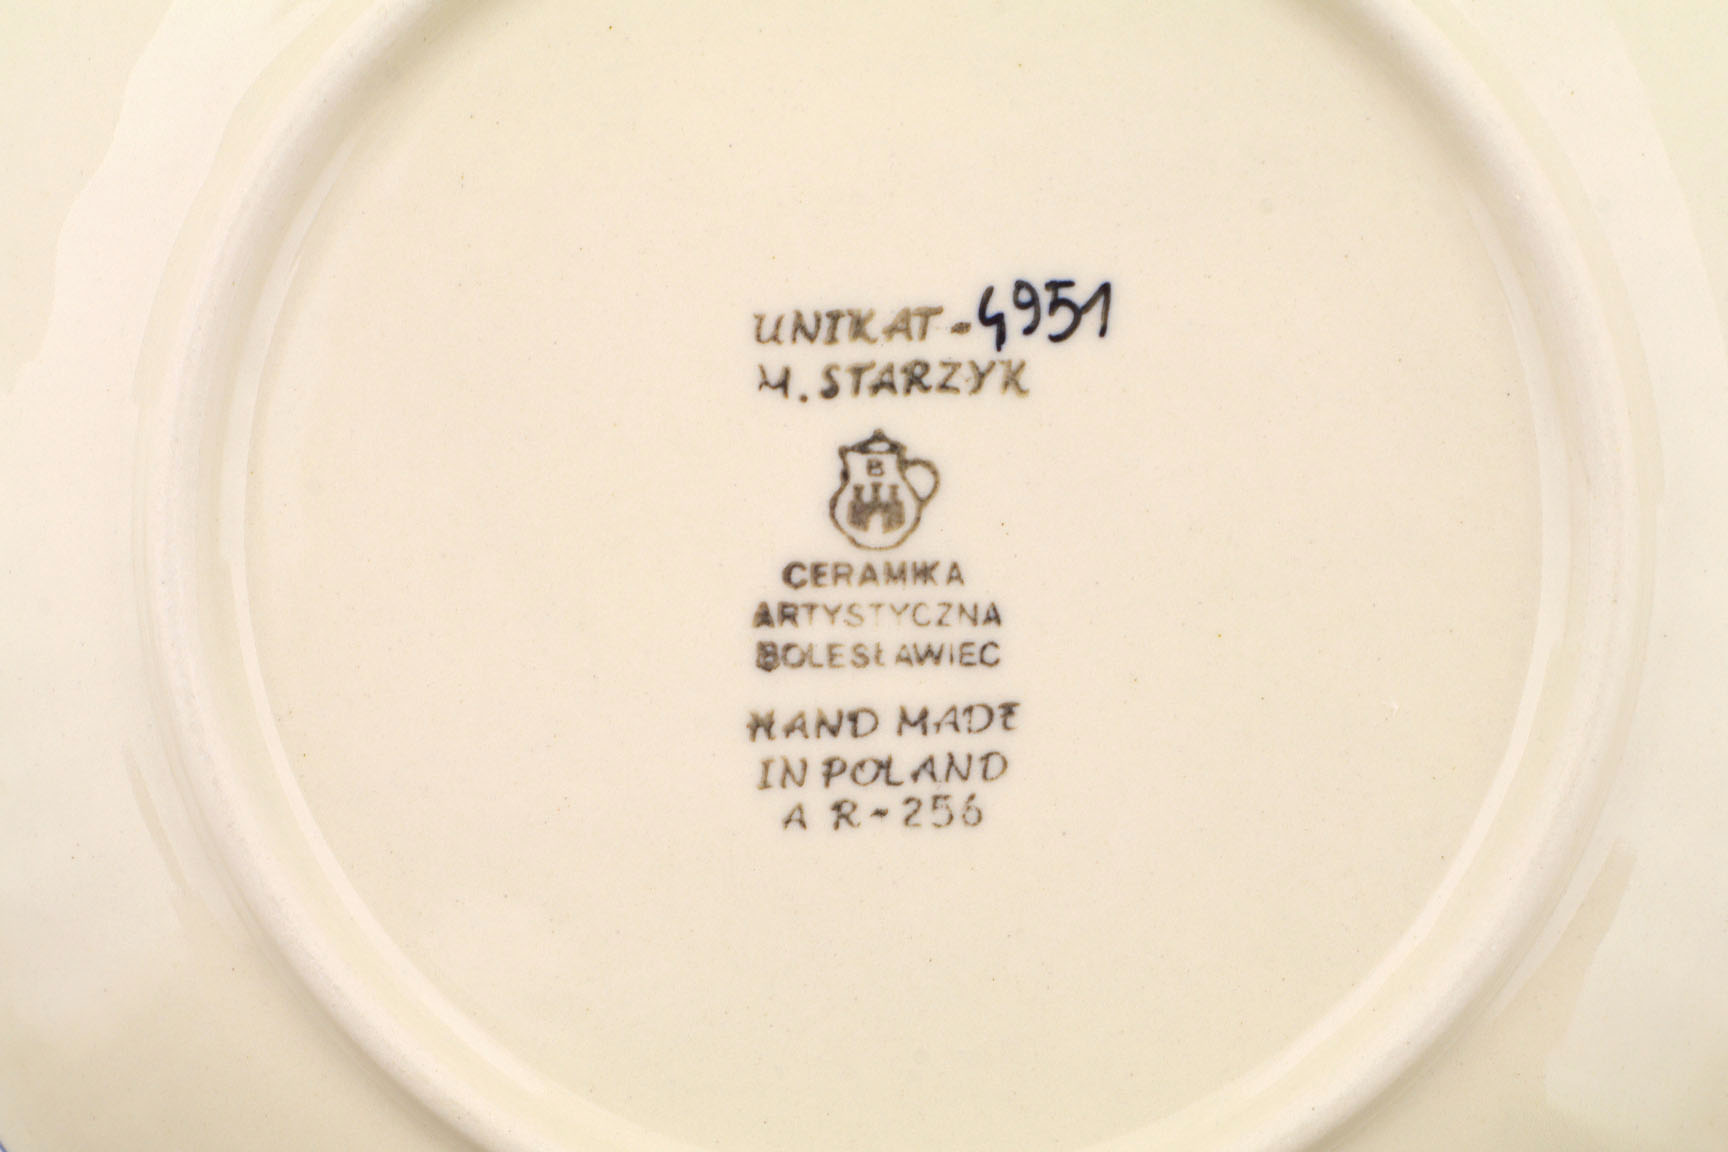 UNIKAT-4951
M. STARZYK
B
CERAMIKA
ARTYSTYCZNA
BOLESŁAWIEC
HAND MADE
IN POLAND
A R-256